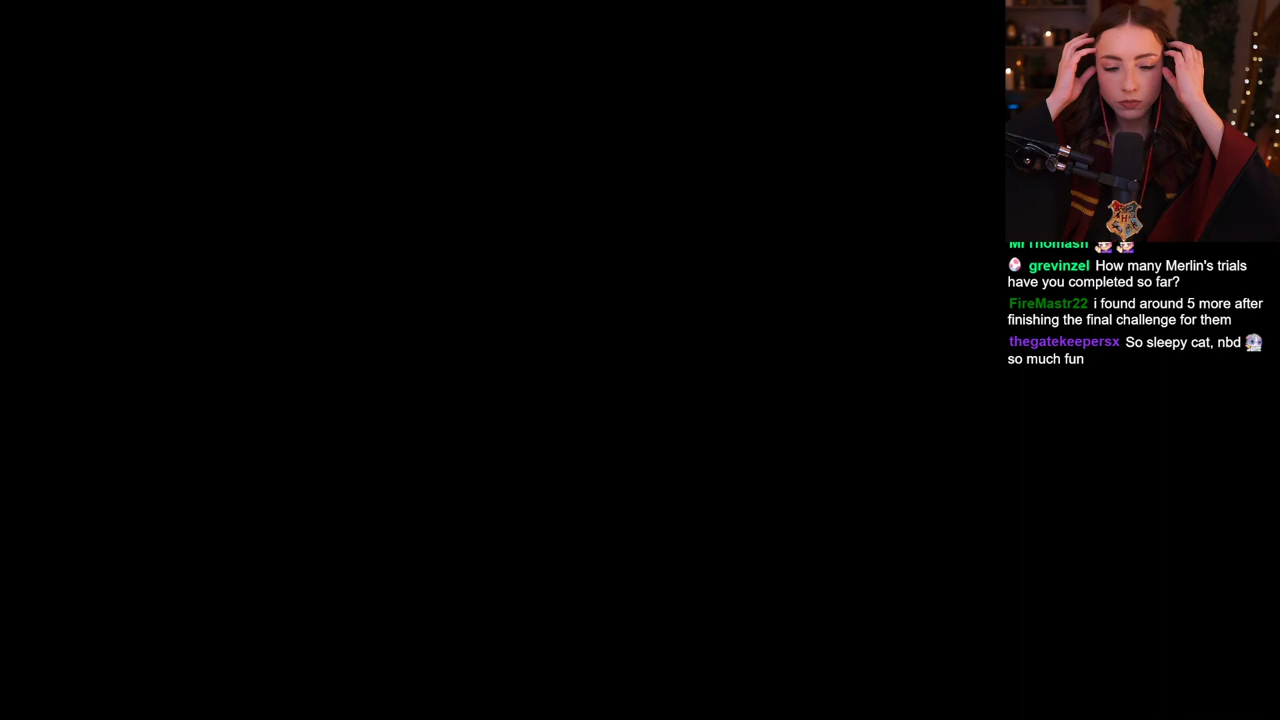 MrThomash
grevinzel How many Merlin's trials
have you completed so far?
FireMastr22 i found around 5 more after
finishing the final challenge for them
thegatekeepersx So sleepy cat, nbd
so much fun
H